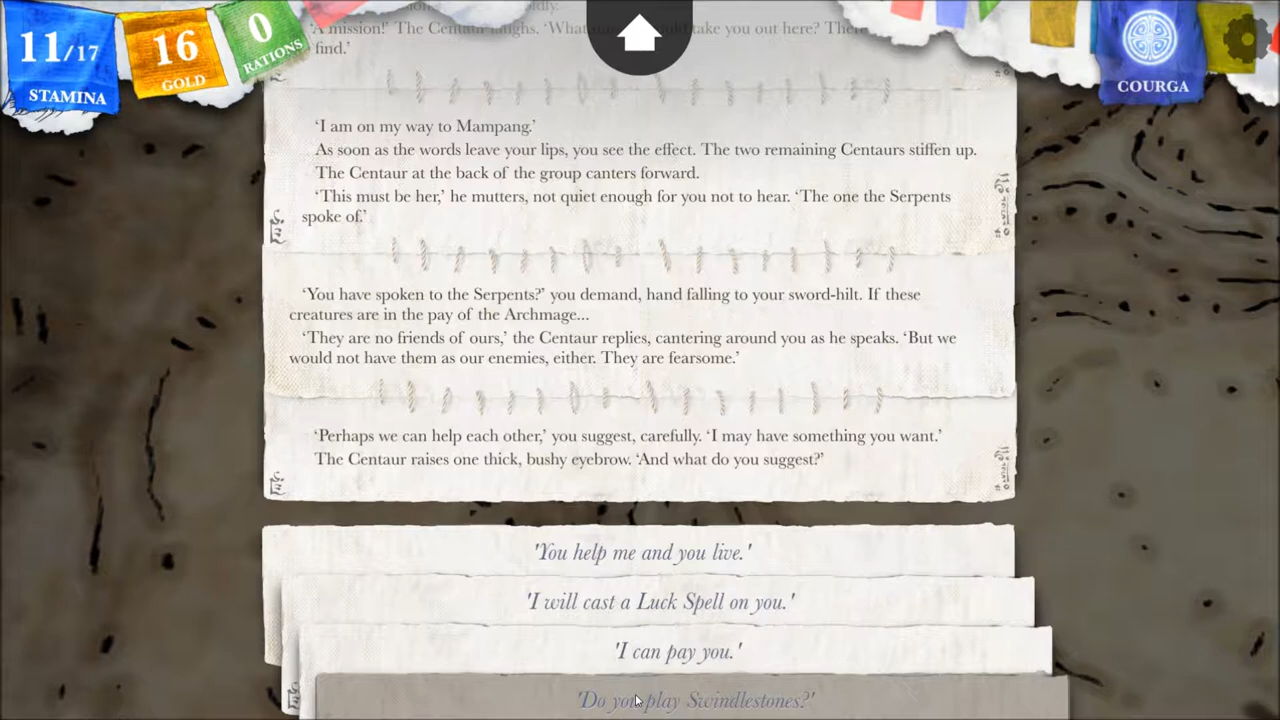 11/17
STAMINA
16
GOLD
0
RATIONS
COURGA
'A mission!' The Centaur laughs. 'What take you out here?
find.'
'I am on my way to Mampang.'
As soon as the words leave your lips, you see the effect. The two remaining Centaurs stiffen up.
The Centaur at the back of the group canters forward.
'This must be her,' he mutters, not quiet enough for you not to hear. 'The one the Serpents
spoke of.'
'You have spoken to the Serpents?' you demand, hand falling to your sword-hilt. If these
creatures are in the pay of the Archmage...
'They are no friends of ours,' the Centaur replies, cantering around you as he speaks. 'But we
would not have them as our enemies, either. They are fearsome.'
'Perhaps we can help each other,' you suggest, carefully. 'I may have something you want.'
The Centaur raises one thick, bushy eyebrow. 'And what do you suggest?'
'You help me and you live.'
'I will cast a Luck Spell on you.'
'I can pay you.'
'Do you play Swindlestones?'